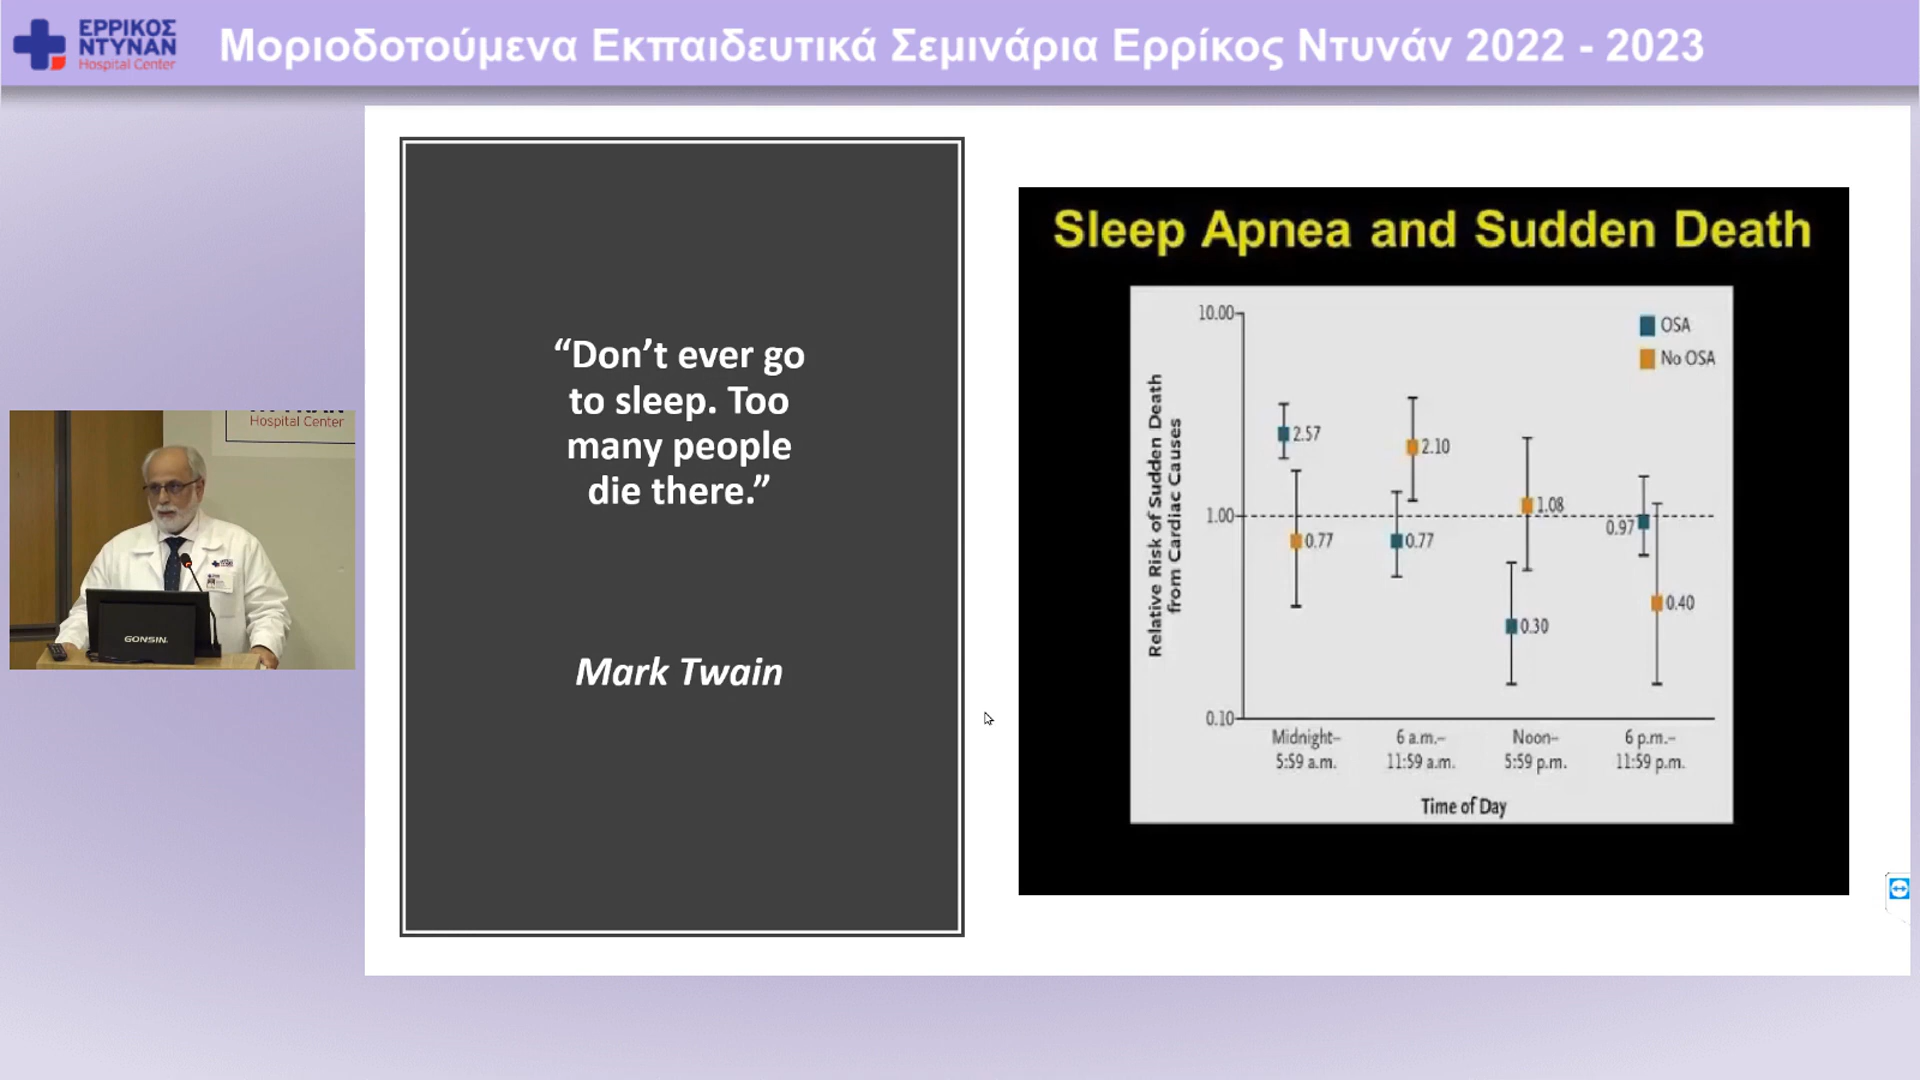 ΕΡΡΙΚΟΣ
ΝΤΥΝΑΝ
Hospital Center
Μοριοδοτούμενα Εκπαιδευτικά Σεμινάρια Ερρίκος Ντυνάν 2022 - 2023
Hospital Center
GONSIN
“Don’t ever go
to sleep. Too
many people
die there.”
Mark Twain
Sleep Apnea and Sudden Death
Relative Risk of Sudden Death
from Cardiac Causes
10.00
1.00
0.10
OSA
No OSA
2.57
0.77
2.10
0.77
1.08
0.30
0.97
0.40
Midnight–
5:59 a.m.
6 a.m.–
11:59 a.m.
Noon–
5:59 p.m.
6 p.m.–
11:59 p.m.
Time of Day